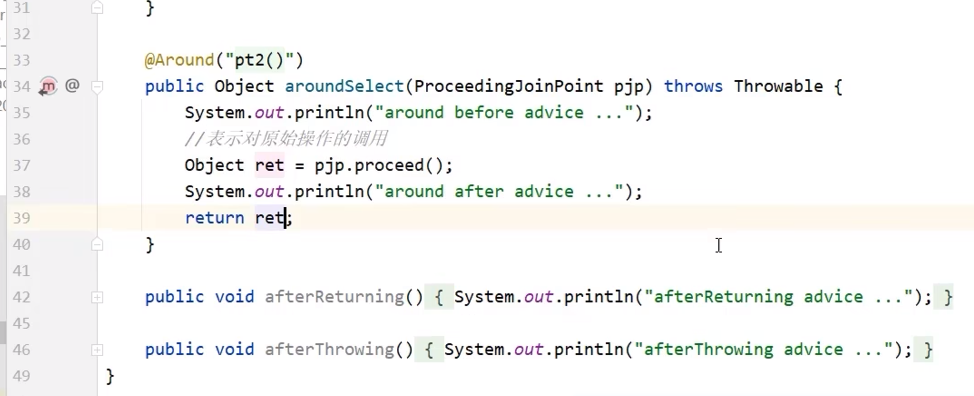 31 }
32
33 @Around("pt2()")
34 @ public Object aroundSelect(ProceedingJoinPoint pjp) throws Throwable {
35 System.out.println("around before advice ...");
36 //表示对原始操作的调用
37 Object ret = pjp.proceed();
38 System.out.println("around after advice ...");
39 return ret;
40 }
41
42 public void afterReturning() { System.out.println("afterReturning advice ..."); }
45
46 public void afterThrowing() { System.out.println("afterThrowing advice ..."); }
49 }